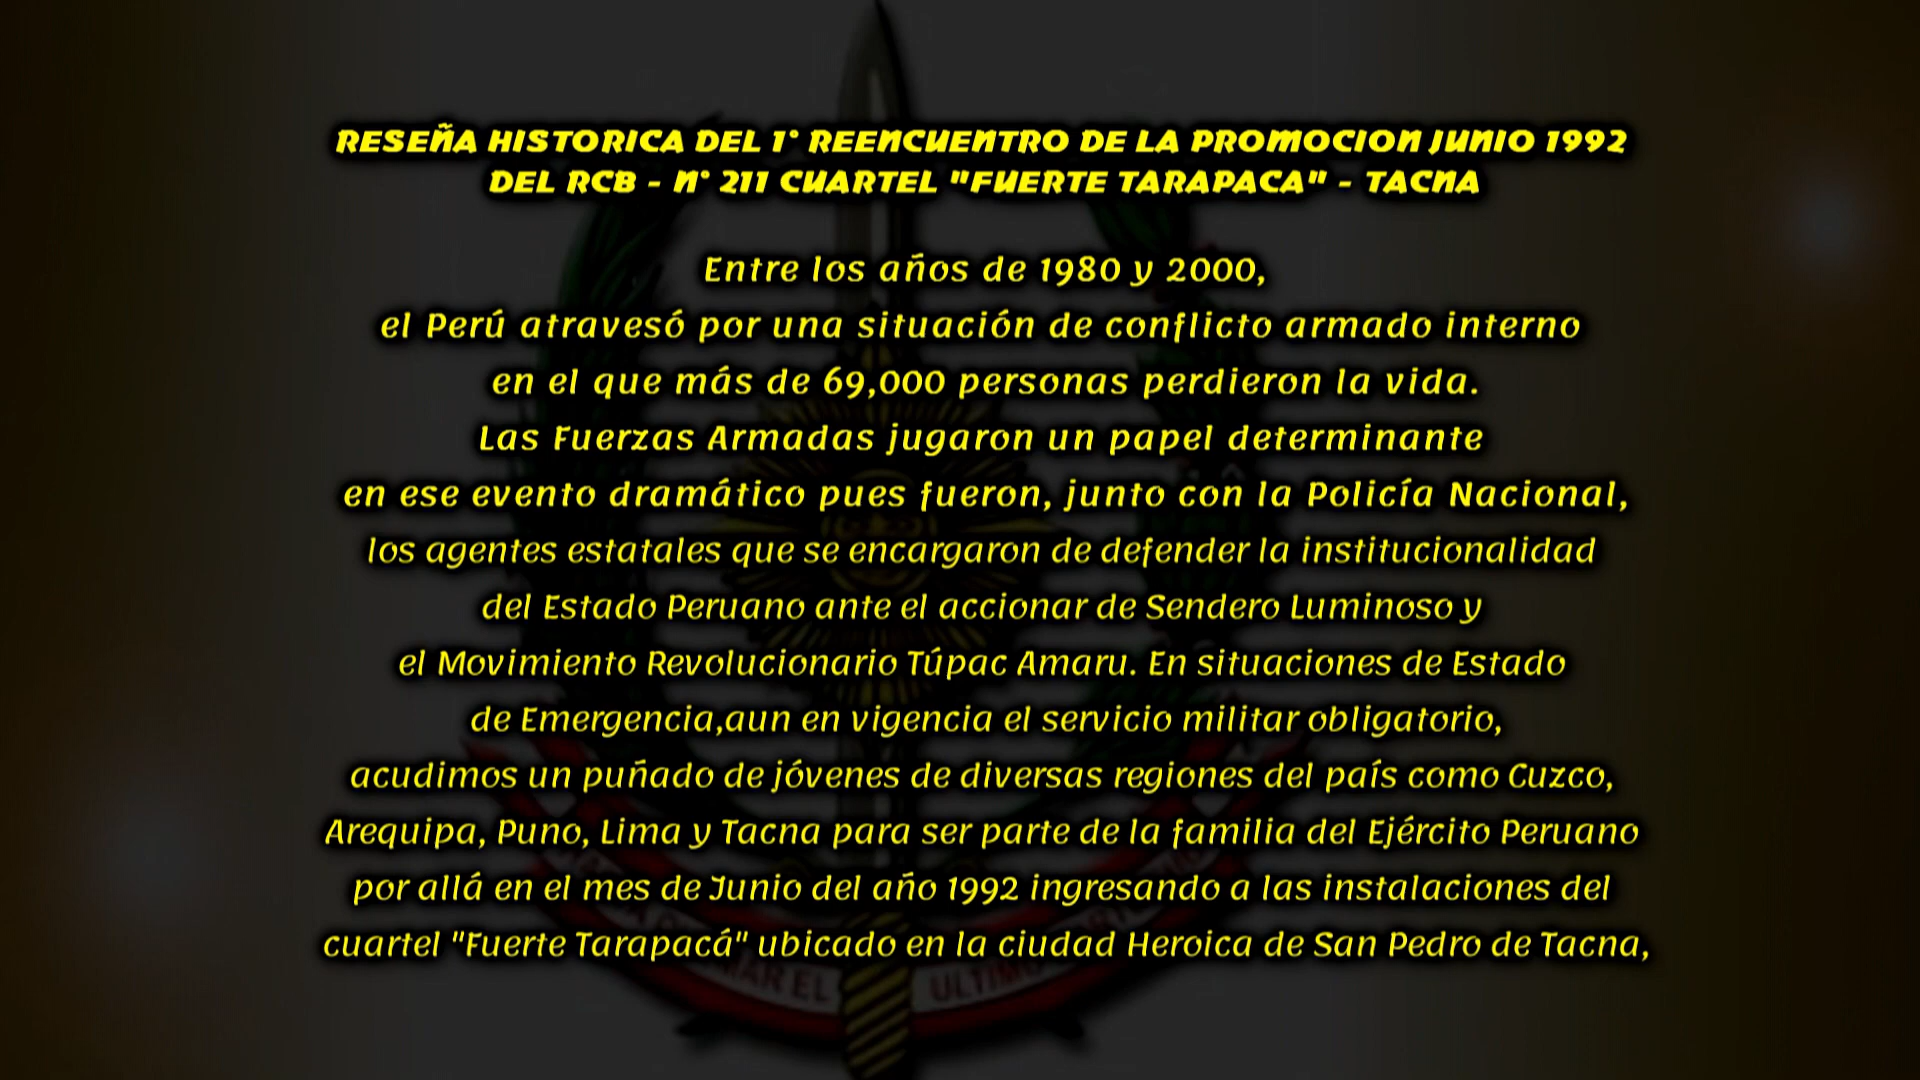 RESEÑA HISTORICA DEL 1° REENCUENTRO DE LA PROMOCION JUNIO 1992
DEL RCB - N° 211 CUARTEL "FUERTE TARAPACA" - TACNA
Entre los años de 1980 y 2000,
el Perú atravesó por una situación de conflicto armado interno
en el que más de 69,000 personas perdieron la vida.
Las Fuerzas Armadas jugaron un papel determinante
en ese evento dramático pues fueron, junto con la Policía Nacional,
los agentes estatales que se encargaron de defender la institucionalidad
del Estado Peruano ante el accionar de Sendero Luminoso y
el Movimiento Revolucionario Túpac Amaru. En situaciones de Estado
de Emergencia,aun en vigencia el servicio militar obligatorio,
acudimos un puñado de jóvenes de diversas regiones del país como Cuzco,
Arequipa, Puno, Lima y Tacna para ser parte de la familia del Ejército Peruano
por allá en el mes de Junio del año 1992 ingresando a las instalaciones del
cuartel "Fuerte Tarapacá" ubicado en la ciudad Heroica de San Pedro de Tacna,
EL ULTIMO